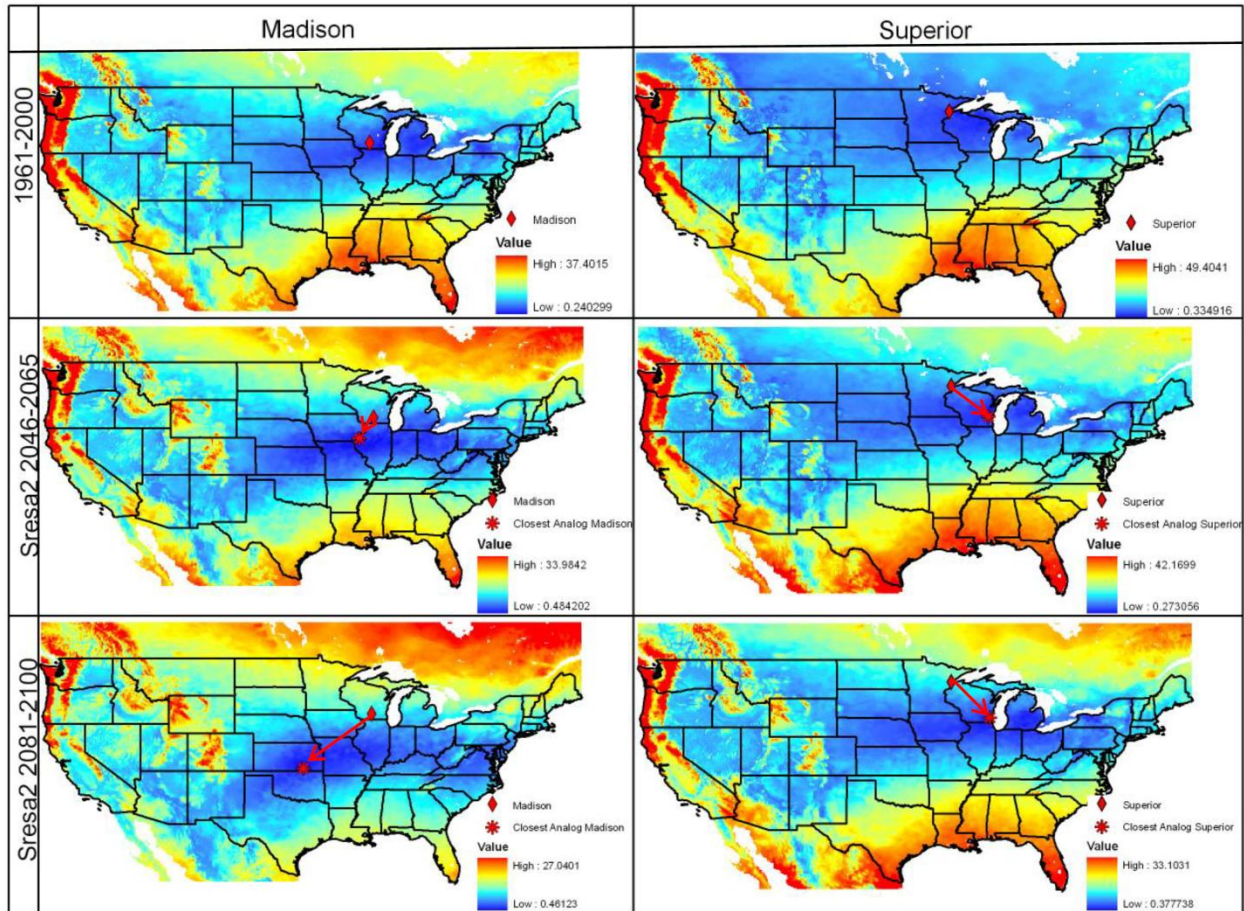 Madison
Superior
1961-2000
Madison
Value
High : 37.4015
Low : 0.240299
Superior
Value
High : 49.4041
Low : 0.334916
Sresa2 2046-2065
Madison
Closest Analog Madison
Value
High : 33.9842
Low : 0.484202
Superior
Closest Analog Superior
Value
High : 42.1699
Low : 0.273056
Sresa2 2081-2100
Madison
Closest Analog Madison
Value
High : 27.0401
Low : 0.46123
Superior
Closest Analog Superior
Value
High : 33.1031
Low : 0.377738